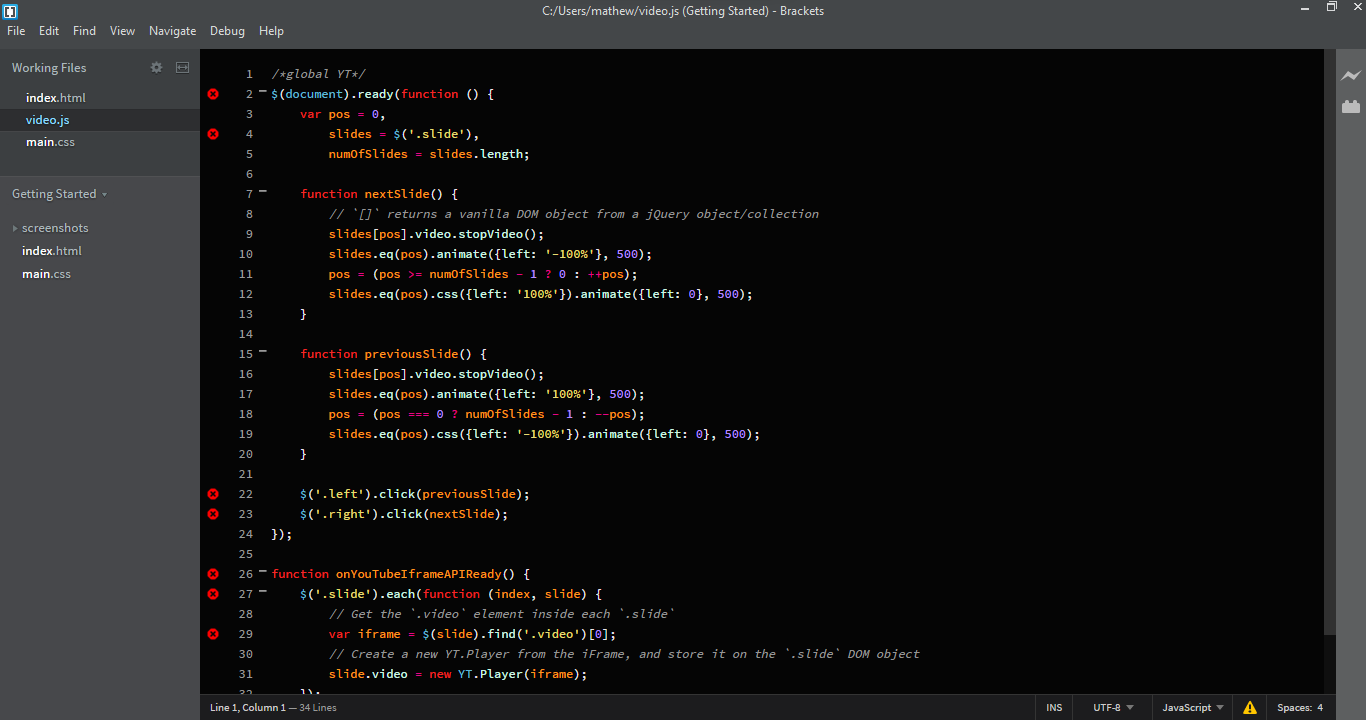 C:/Users/mathew/video.js (Getting Started) - Brackets
File Edit Find View Navigate Debug Help
Working Files
index.html
video.js
main.css
Getting Started
screenshots
index.html
main.css
1 /*global YT*/
2 $(document).ready(function () {
3     var pos = 0,
4         slides = $('.slide'),
5         numOfSlides = slides.length;
6
7     function nextSlide() {
8         // `[]` returns a vanilla DOM object from a jQuery object/collection
9         slides[pos].video.stopVideo();
10         slides.eq(pos).animate({left: '-100%'}, 500);
11         pos = (pos >= numOfSlides - 1 ? 0 : ++pos);
12         slides.eq(pos).css({left: '100%'}).animate({left: 0}, 500);
13     }
14
15     function previousSlide() {
16         slides[pos].video.stopVideo();
17         slides.eq(pos).animate({left: '100%'}, 500);
18         pos = (pos === 0 ? numOfSlides - 1 : --pos);
19         slides.eq(pos).css({left: '-100%'}).animate({left: 0}, 500);
20     }
21
22     $('.left').click(previousSlide);
23     $('.right').click(nextSlide);
24 });
25
26 function onYouTubeIframeAPIReady() {
27     $('.slide').each(function (index, slide) {
28         // Get the `.video` element inside each `.slide`
29         var iframe = $(slide).find('.video')[0];
30         // Create a new YT.Player from the iFrame, and store it on the `.slide` DOM object
31         slide.video = new YT.Player(iframe);
32     });
Line 1, Column 1 — 34 Lines
INS UTF-8 JavaScript Spaces: 4